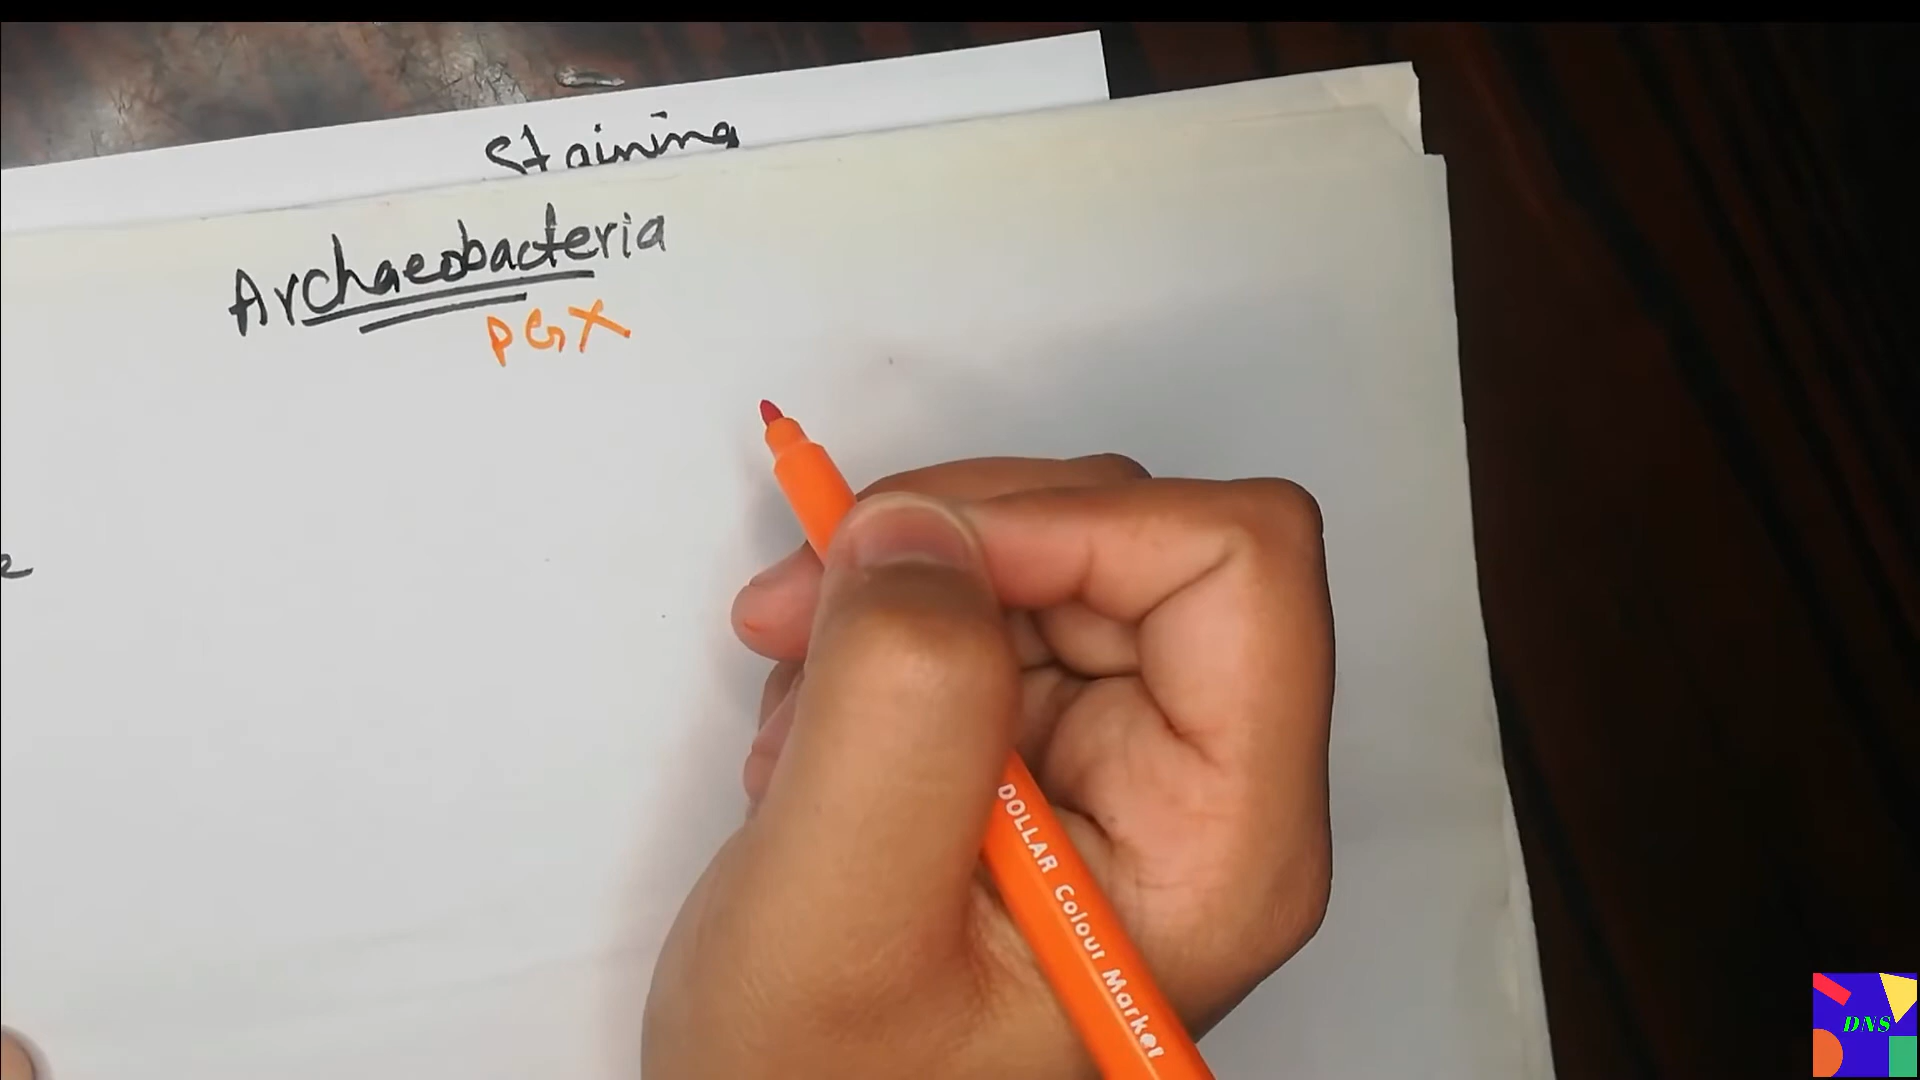 Staining
Archaeobacteria
PGX
DOLLAR Colour Marker
DNS